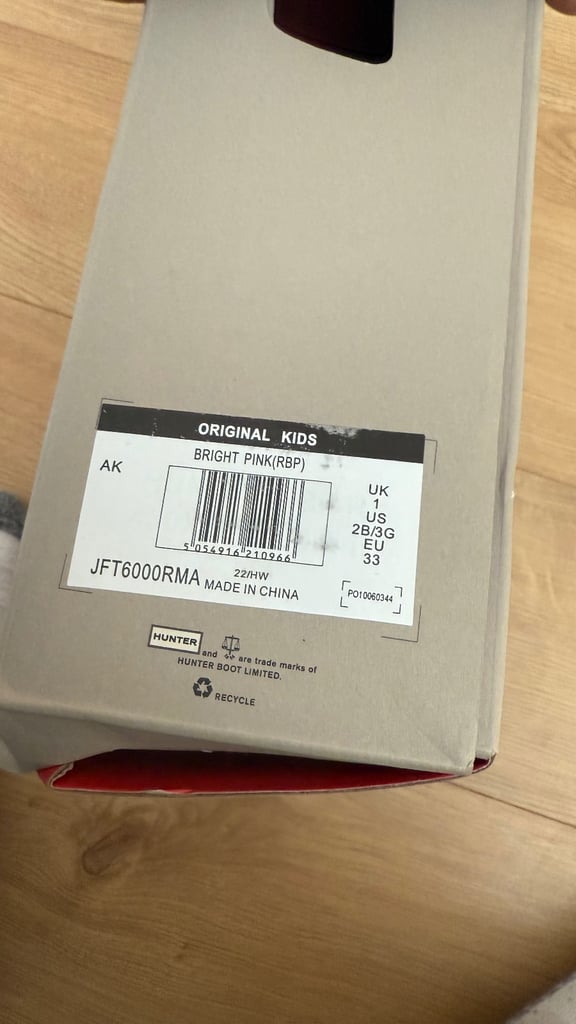 ORIGINAL KIDS
BRIGHT PINK(RBP)
AK
UK
1
US
2B/3G
EU
33
5 054916 210966
JFT6000RMA
22/HW
MADE IN CHINA
PO10060344
HUNTER and are trade marks of
HUNTER BOOT LIMITED.
RECYCLE